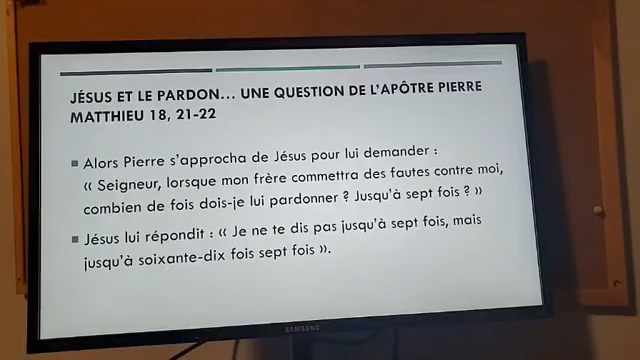 JÉSUS ET LE PARDON... UNE QUESTION DE L'APÔTRE PIERRE
MATTHIEU 18, 21-22
Alors Pierre s'approcha de Jésus pour lui demander :
« Seigneur, lorsque mon frère commettra des fautes contre moi,
combien de fois dois-je lui pardonner ? Jusqu'à sept fois ? »
Jésus lui répondit : « Je ne te dis pas jusqu'à sept fois, mais
jusqu'à soixante-dix fois sept fois ».
SAMSUNG